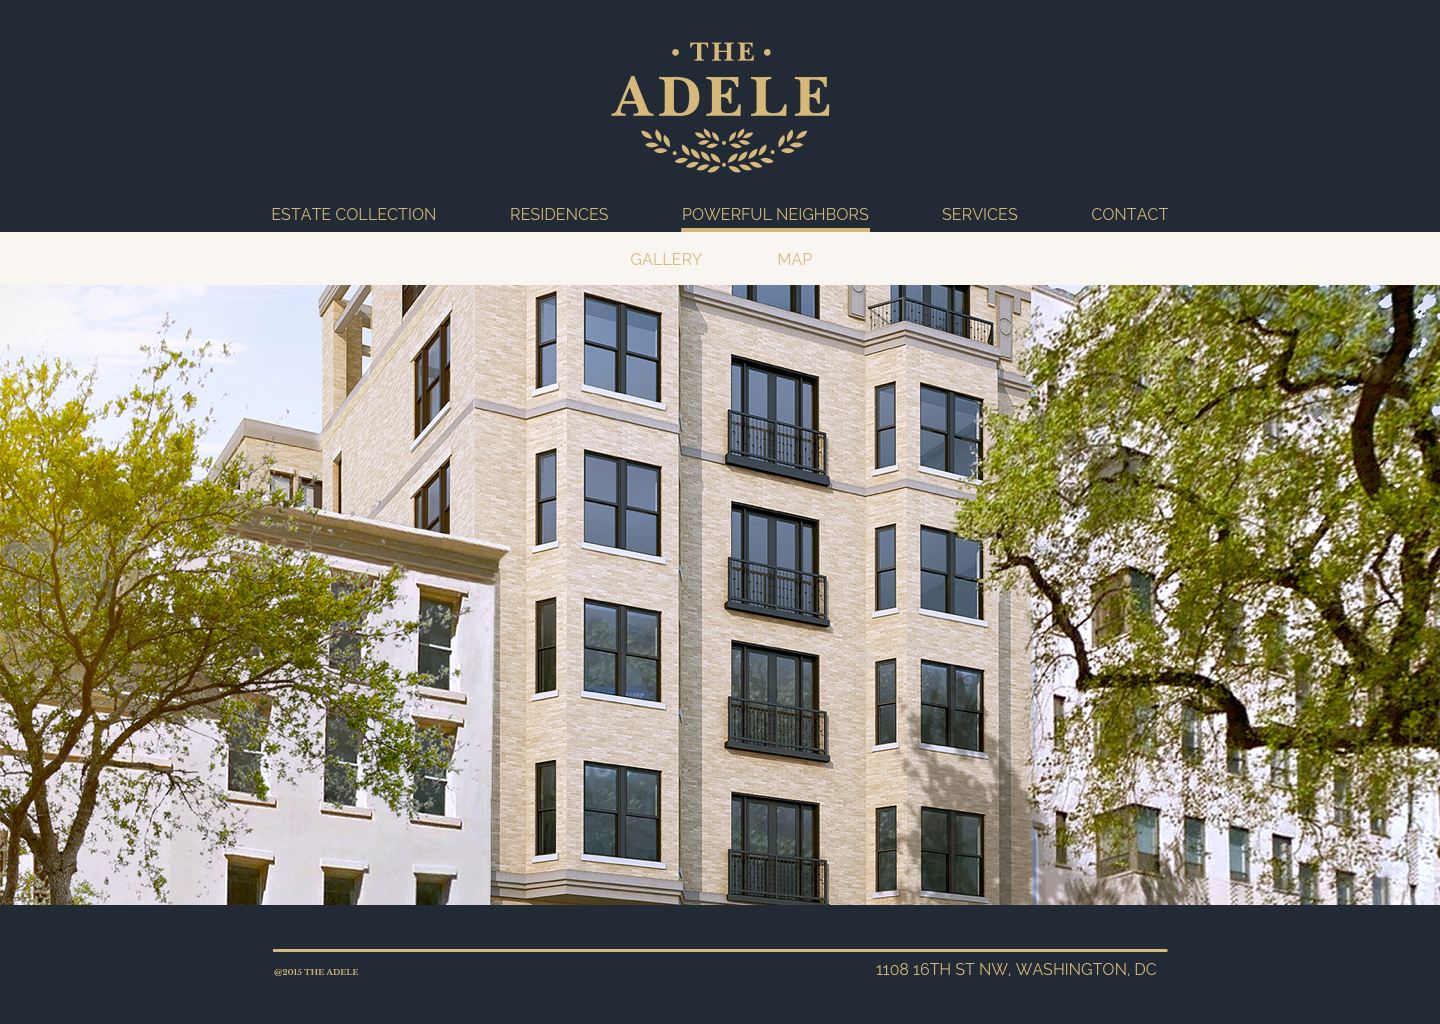 • THE •
ADELE
ESTATE COLLECTION RESIDENCES POWERFUL NEIGHBORS SERVICES CONTACT
GALLERY MAP
@2015 THE ADELE 1108 16TH ST NW, WASHINGTON, DC